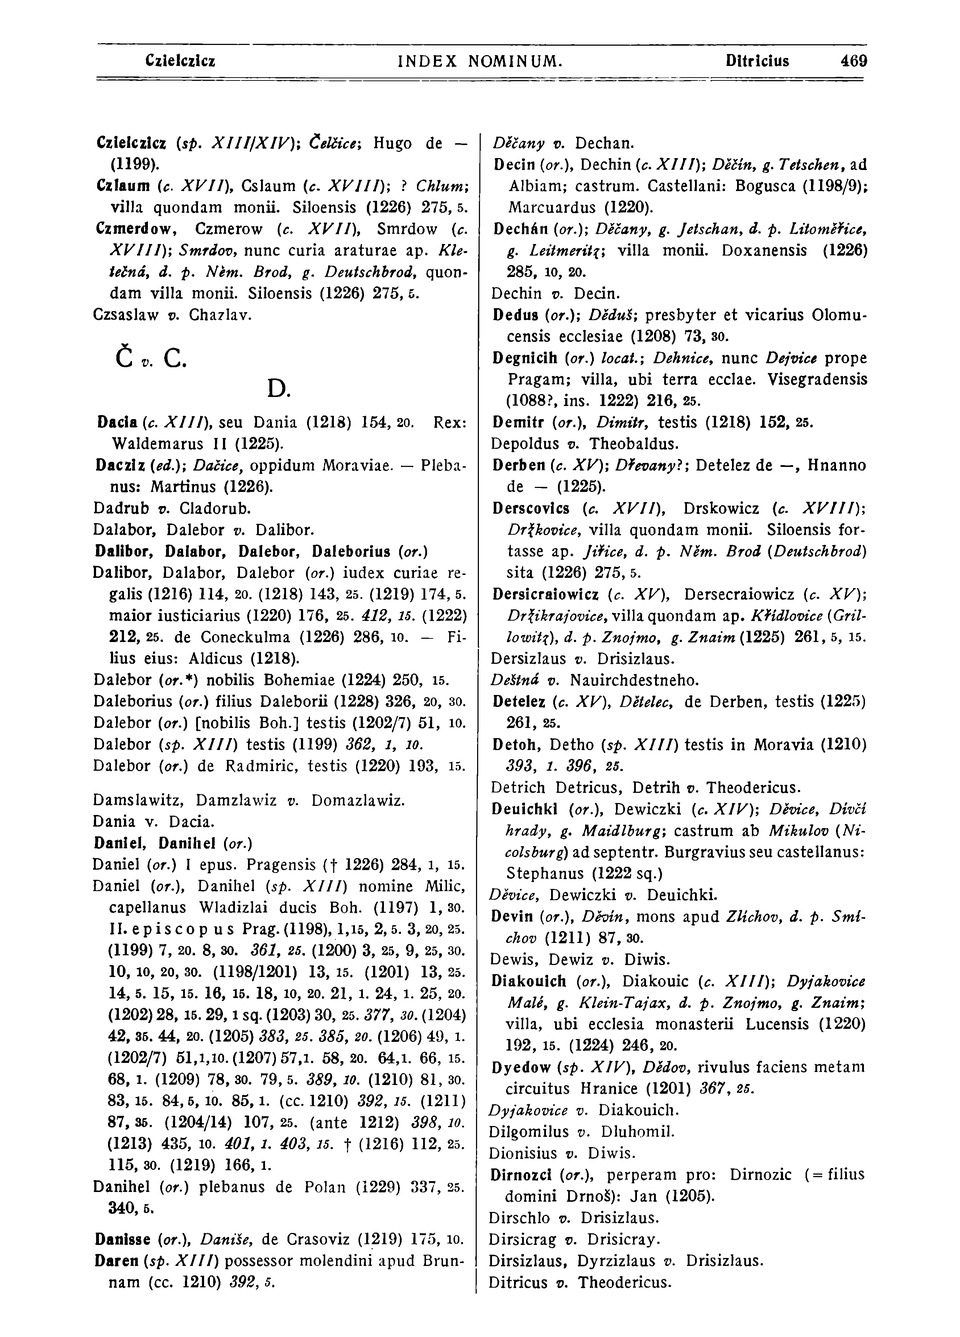 Czielczicz INDEX NOMINUM. Ditricius 469
Czielczicz (sp. XIII/XIV); Čelčice; Hugo de —
(1199).
Czlaum (c. XVII), Cslaum (c. XVIII); ? Chlum;
villa quondam monii. Siloensis (1226) 275, 5.
Czmerdow, Czmerow (c. XVII), Smrdow (c.
XVIII); Smrdov, nunc curia araturae ap. Kle-
tečná, d. p. Něm. Brod, g. Deutschbrod, quon-
dam villa monii. Siloensis (1226) 275, 5.
Czsaslaw v. Chazlav.
Č v. C.
D.
Dacia (c. XIII), seu Dania (1218) 154, 20. Rex:
Waldemarus II (1225).
Dacziz (ed.); Dačice, oppidum Moraviae. — Pleba-
nus: Martinus (1226).
Dadrub v. Cladorub.
Dalabor, Dalebor v. Dalibor.
Dalibor, Dalabor, Dalebor, Daleborius (or.)
Dalibor, Dalabor, Dalebor (or.) iudex curiae re-
galis (1216) 114, 20. (1218) 143, 25. (1219) 174, 5.
maior iusticiarius (1220) 176, 25. 412, 15. (1222)
212, 25. de Coneckulma (1226) 286, 10. — Fi-
lius eius: Aldicus (1218).
Dalebor (or.*) nobilis Bohemiae (1224) 250, 15.
Daleborius (or.) filius Daleborii (1228) 326, 20, 30.
Dalebor (or.) [nobilis Boh.] testis (1202/7) 51, 10.
Dalebor (sp. XIII) testis (1199) 362, 1, 10.
Dalebor (or.) de Radmiric, testis (1220) 193, 15.
Damslawitz, Damzlawiz v. Domazlawiz.
Dania v. Dacia.
Daniel, Danihel (or.)
Daniel (or.) I epus. Pragensis († 1226) 284, 1, 15.
Daniel (or.), Danihel (sp. XIII) nomine Milic,
capellanus Wladizlai ducis Boh. (1197) 1, 30.
II. episcopus Prag. (1198), 1,15, 2, 5. 3, 20, 25.
(1199) 7, 20. 8, 30. 361, 25. (1200) 3, 25, 9, 25, 30.
10, 10, 20, 30. (1198/1201) 13, 15. (1201) 13, 25.
14, 5. 15, 15. 16, 15. 18, 10, 20. 21, 1. 24, 1. 25, 20.
(1202) 28, 15. 29, 1 sq. (1203) 30, 25. 377, 30. (1204)
42, 35. 44, 20. (1205) 383, 25. 385, 20. (1206) 49, 1.
(1202/7) 51,1,10. (1207) 57,1. 58, 20. 64,1. 66, 15.
68, 1. (1209) 78, 30. 79, 5. 389, 10. (1210) 81, 30.
83, 15. 84, 5, 10. 85, 1. (cc. 1210) 392, 15. (1211)
87, 35. (1204/14) 107, 25. (ante 1212) 398, 10.
(1213) 435, 10. 401, 1. 403, 15. † (1216) 112, 25.
115, 30. (1219) 166, 1.
Danihel (or.) plebanus de Polan (1229) 337, 25.
340, 5.
Danisse (or.), Daniše, de Crasoviz (1219) 175, 10.
Daren (sp. XIII) possessor molendini apud Brun-
nam (cc. 1210) 392, 5.
Děčany v. Dechan.
Decin (or.), Dechin (c. XIII); Děčín, g. Tetschen, ad
Albiam; castrum. Castellani: Bogusca (1198/9);
Marcuardus (1220).
Dechán (or.); Děčany, g. Jetschan, d. p. Litoměřice,
g. Leitmeritz; villa monii. Doxanensis (1226)
285, 10, 20.
Dechin v. Decin.
Dedus (or.); Děduš; presbyter et vicarius Olomu-
censis ecclesiae (1208) 73, 30.
Degnicih (or.) locat.; Dehnice, nunc Dejvice prope
Pragam; villa, ubi terra ecclae. Visegradensis
(1088?, ins. 1222) 216, 25.
Demitr (or.), Dimitr, testis (1218) 152, 25.
Depoldus v. Theobaldus.
Derben (c. XV); Dřevany?; Detelez de —, Hnanno
de — (1225).
Derscovics (c. XVII), Drskowicz (c. XVIII);
Držkovice, villa quondam monii. Siloensis for-
tasse ap. Jiřice, d. p. Něm. Brod (Deutschbrod)
sita (1226) 275, 5.
Dersicraiowicz (c. XV), Dersecraiowicz (c. XV);
Držikrajovice, villa quondam ap. Křídlovice (Gril-
lowitz), d. p. Znojmo, g. Znaim (1225) 261, 5, 15.
Dersizlaus v. Drisizlaus.
Deštná v. Nauirchdestneho.
Detelez (c. XV), Dětelec, de Derben, testis (1225)
261, 25.
Detoh, Detho (sp. XIII) testis in Moravia (1210)
393, 1. 396, 25.
Detrich Detricus, Detrih v. Theodericus.
Deuichki (or.), Dewiczki (c. XIV); Děvice, Divčí
hrady, g. Maidlburg; castrum ab Mikulov (Ni-
colsburg) ad septentr. Burgravius seu castellanus:
Stephanus (1222 sq.)
Děvice, Dewiczki v. Deuichki.
Devin (or.), Děvín, mons apud Zlíchov, d. p. Smí-
chov (1211) 87, 30.
Dewis, Dewiz v. Diwis.
Diakouich (or.), Diakouic (c. XIII); Dyjakovice
Malé, g. Klein-Tajax, d. p. Znojmo, g. Znaim;
villa, ubi ecclesia monasterii Lucensis (1220)
192, 15. (1224) 246, 20.
Dyedow (sp. XIV), Dědov, rivulus faciens metam
circuitus Hranice (1201) 367, 25.
Dyjakovice v. Diakouich.
Dilgomilus v. Dluhomil.
Dionisius v. Diwis.
Dirnozci (or.), perperam pro: Dirnozic (= filius
domini Drnoš): Jan (1205).
Dirschlo v. Drisizlaus.
Dirsicrag v. Drisicray.
Dirsizlaus, Dyrzizlaus v. Drisizlaus.
Ditricus v. Theodericus.